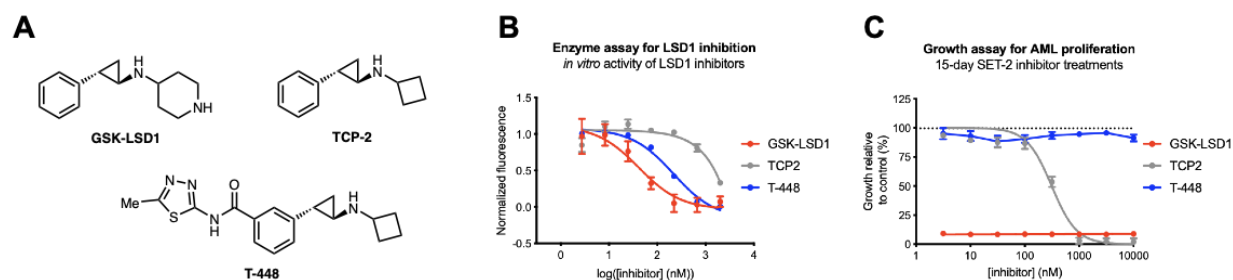 A
H
N
NH
GSK-LSD1
H
N
TCP-2
N N
Me S N
H
O
H
N
T-448
B
Enzyme assay for LSD1 inhibition
in vitro activity of LSD1 inhibitors
Normalized fluorescence
1.5
1.0
0.5
0.0
-0.5
0 1 2 3 4
log([inhibitor] (nM))
GSK-LSD1
TCP2
T-448
C
Growth assay for AML proliferation
15-day SET-2 inhibitor treatments
Growth relative
to control (%)
125
100
75
50
25
0
1 10 100 1000 10000
[inhibitor] (nM)
GSK-LSD1
TCP2
T-448